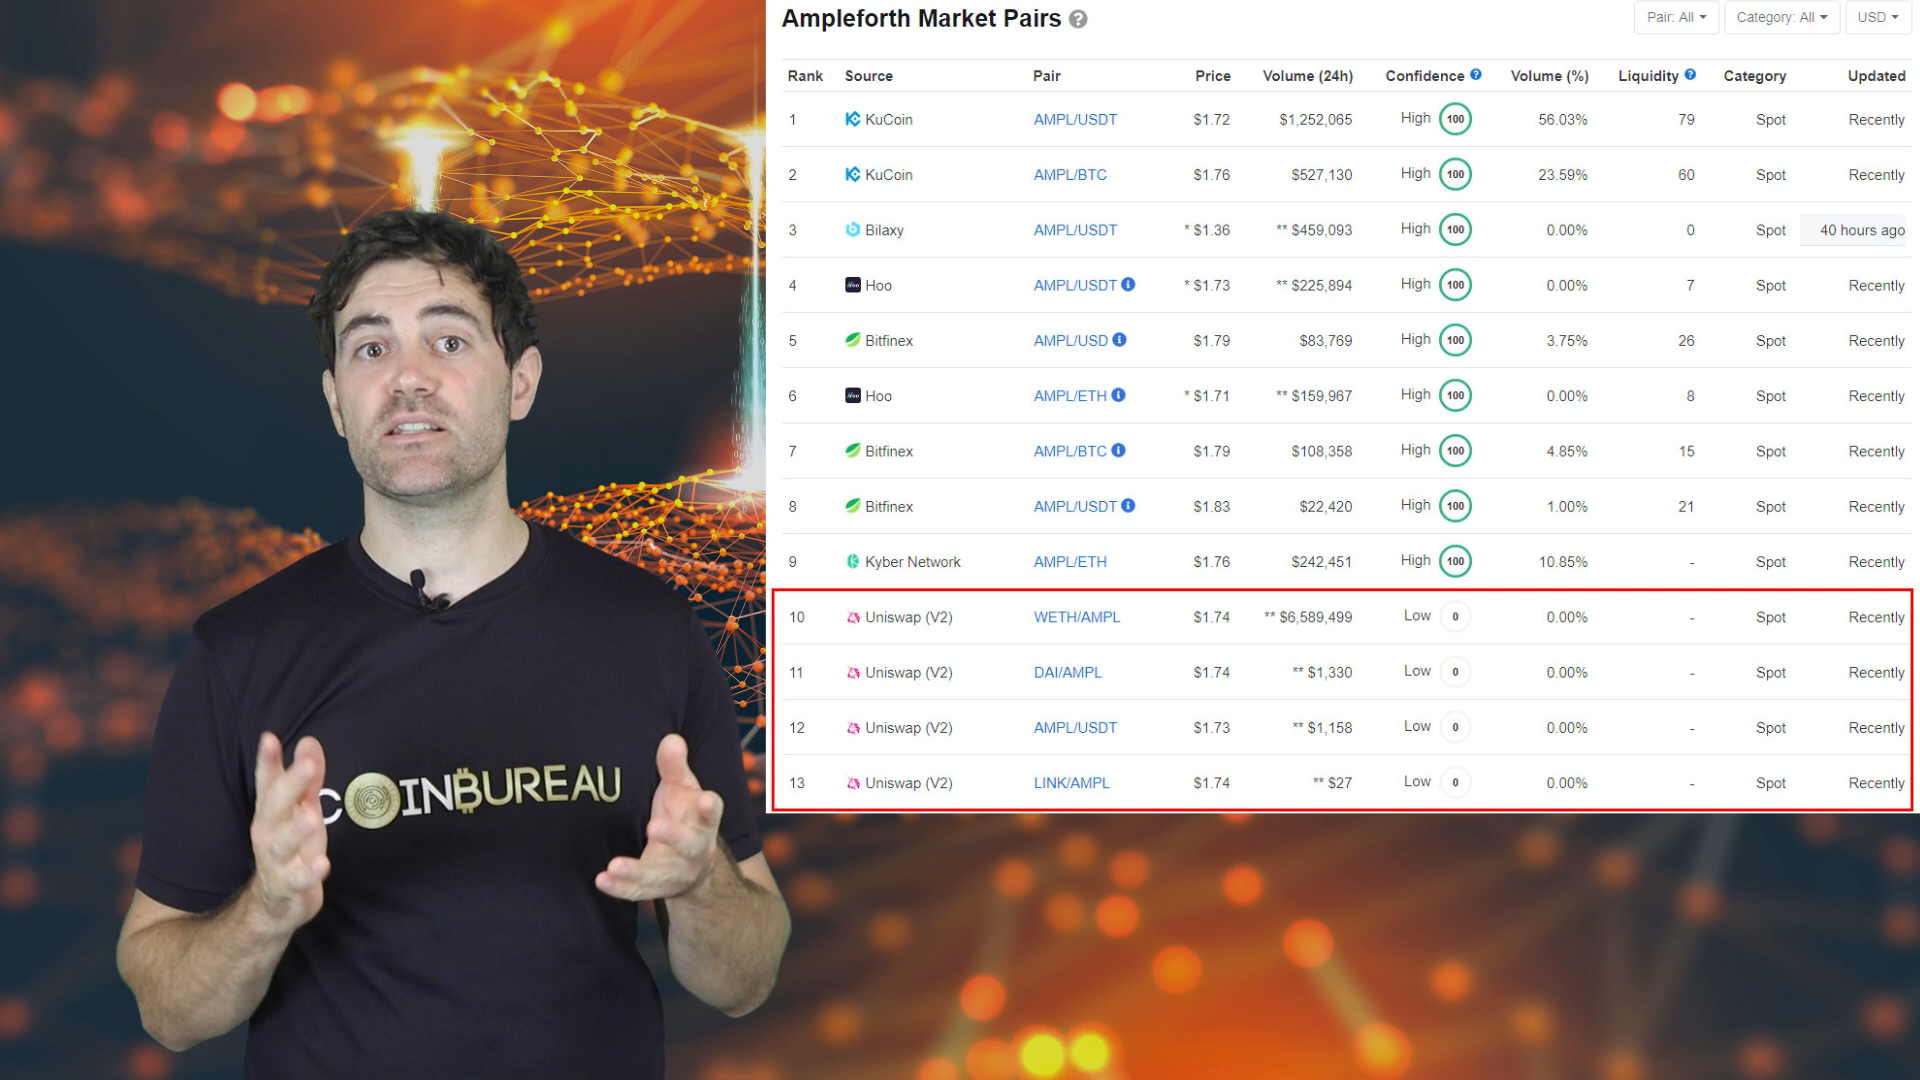 Ampleforth Market Pairs ?
Pair: All Category: All USD
Rank Source Pair Price Volume (24h) Confidence ? Volume (%) Liquidity ? Category Updated
1 KuCoin AMPL/USDT $1.72 $1,252,065 High 100 56.03% 79 Spot Recently
2 KuCoin AMPL/BTC $1.76 $527,130 High 100 23.59% 60 Spot Recently
3 Bilaxy AMPL/USDT * $1.36 ** $459,093 High 100 0.00% 0 Spot 40 hours ago
4 Hoo AMPL/USDT * $1.73 ** $225,894 High 100 0.00% 7 Spot Recently
5 Bitfinex AMPL/USD $1.79 $83,769 High 100 3.75% 26 Spot Recently
6 Hoo AMPL/ETH * $1.71 ** $159,967 High 100 0.00% 8 Spot Recently
7 Bitfinex AMPL/BTC $1.79 $108,358 High 100 4.85% 15 Spot Recently
8 Bitfinex AMPL/USDT $1.83 $22,420 High 100 1.00% 21 Spot Recently
9 Kyber Network AMPL/ETH $1.76 $242,451 High 100 10.85% - Spot Recently
10 Uniswap (V2) WETH/AMPL $1.74 ** $6,589,499 Low 0 0.00% - Spot Recently
11 Uniswap (V2) DAI/AMPL $1.74 ** $1,330 Low 0 0.00% - Spot Recently
12 Uniswap (V2) AMPL/USDT $1.73 ** $1,158 Low 0 0.00% - Spot Recently
13 Uniswap (V2) LINK/AMPL $1.74 ** $27 Low 0 0.00% - Spot Recently
COINBUREAU